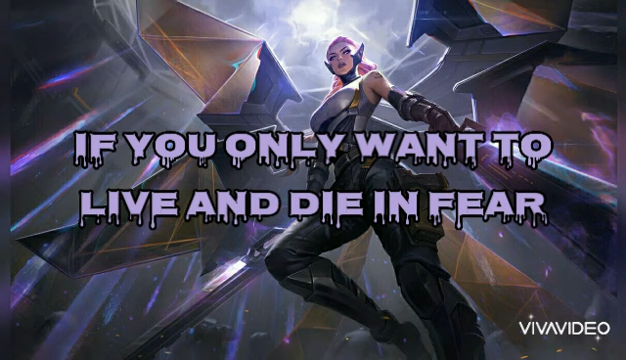 IF YOU ONLY WANT TO
LIVE AND DIE IN FEAR
VIVAVIDEO